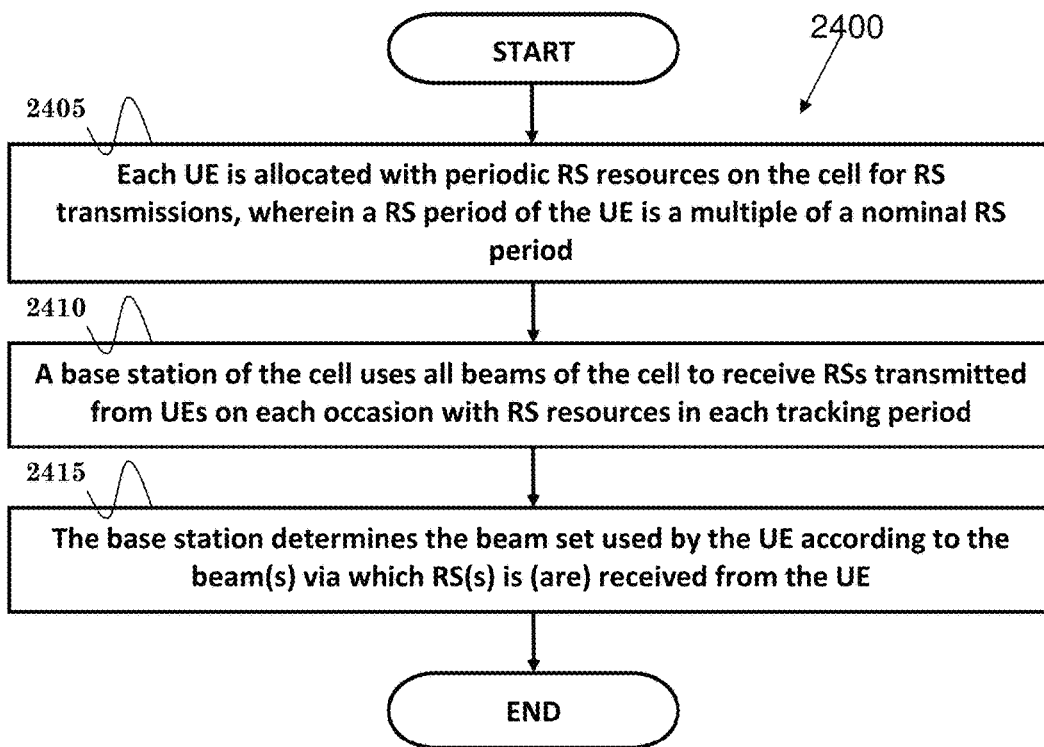 START
2400
2405
Each UE is allocated with periodic RS resources on the cell for RS
transmissions, wherein a RS period of the UE is a multiple of a nominal RS
period
2410
A base station of the cell uses all beams of the cell to receive RSs transmitted
from UEs on each occasion with RS resources in each tracking period
2415
The base station determines the beam set used by the UE according to the
beam(s) via which RS(s) is (are) received from the UE
END